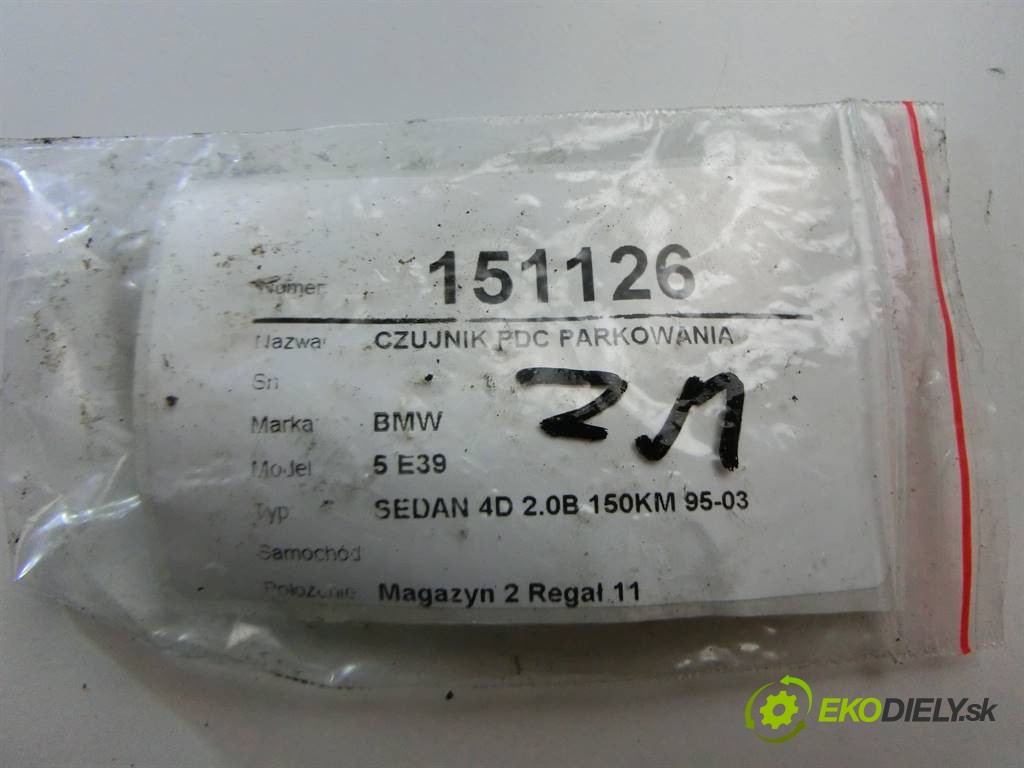 Numer 151126
Nazwa CZUJNIK PDC PARKOWANIA
Sn
Marka BMW
Model 5 E39
Typ SEDAN 4D 2.0B 150KM 95-03
Samochód
Położenie Magazyn 2 Regał 11
EKODIELY.sk